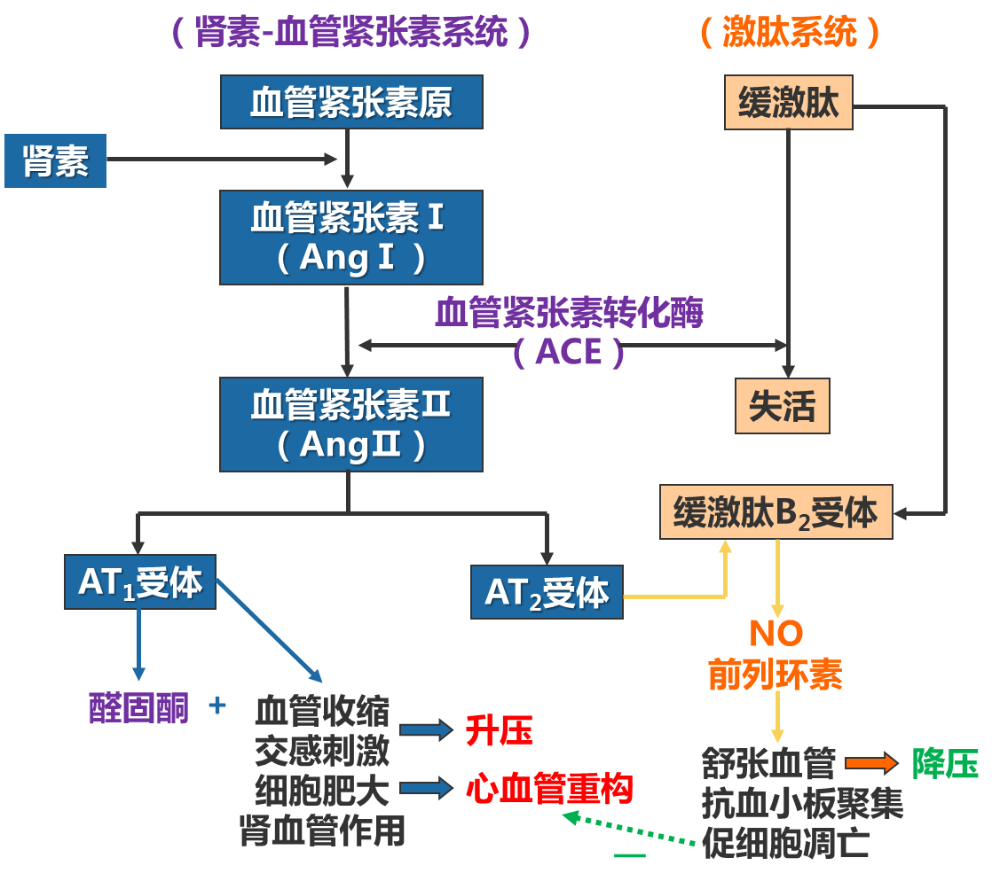 （肾素-血管紧张素系统）
（激肽系统）
血管紧张素原
缓激肽
肾素
血管紧张素Ⅰ
（AngⅠ）
血管紧张素转化酶
（ACE）
血管紧张素Ⅱ
（AngⅡ）
失活
缓激肽B₂受体
AT₁受体
AT₂受体
NO
前列环素
醛固酮
+
血管收缩
交感刺激
细胞肥大
肾血管作用
升压
心血管重构
舒张血管
抗血小板聚集
促细胞凋亡
降压
—